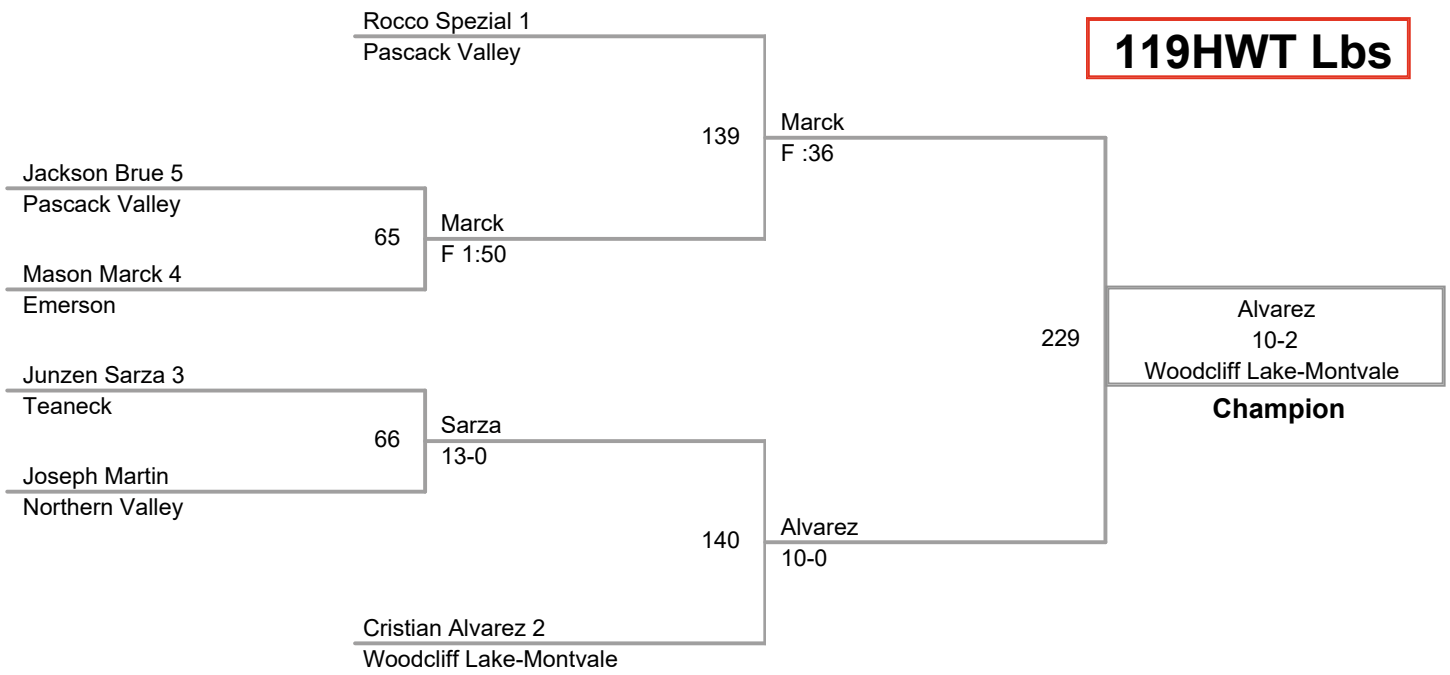 Rocco Spezial 1
Pascack Valley
119HWT Lbs
139
Marck
F :36
Jackson Brue 5
Pascack Valley
65
Marck
F 1:50
Mason Marck 4
Emerson
229
Alvarez
10-2
Woodcliff Lake-Montvale
Champion
Junzen Sarza 3
Teaneck
66
Sarza
13-0
Joseph Martin
Northern Valley
140
Alvarez
10-0
Cristian Alvarez 2
Woodcliff Lake-Montvale